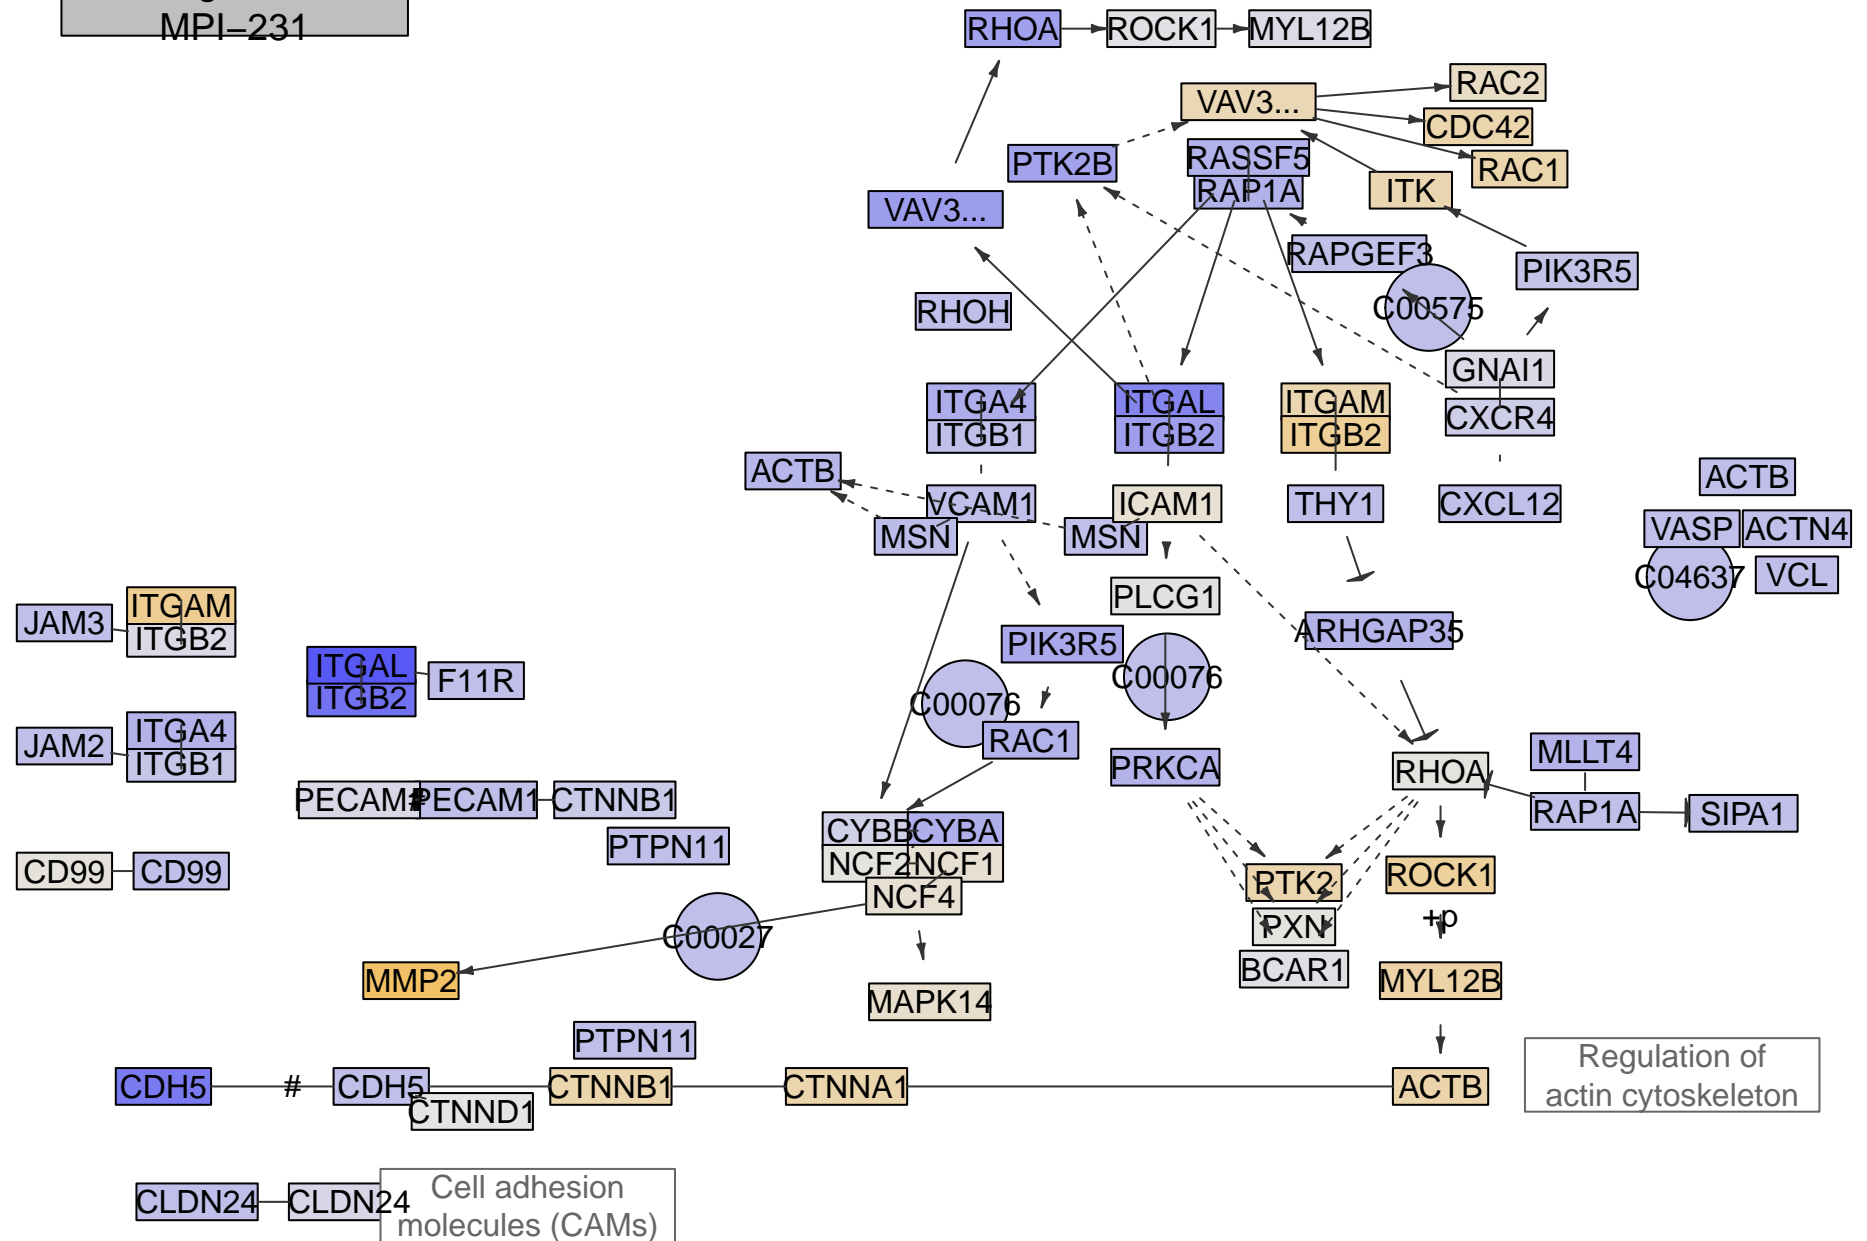 MPI−231
RHOA
ROCK1
MYL12B
RAC2
VAV3...
CDC42
RAC1
PTK2B
RASSF5
RAP1A
ITK
VAV3...
RAPGEF3
PIK3R5
RHOH
C00575
GNAI1
ITGA4
ITGB1
ITGAL
ITGB2
ITGAM
ITGB2
CXCR4
ACTB
VCAM1
MSN
ICAM1
MSN
THY1
CXCL12
ACTB
VASP
ACTN4
C04637
VCL
PLCG1
JAM3
ITGAM
ITGB2
ITGAL
ITGB2
F11R
PIK3R5
C00076
C00076
ARHGAP35
JAM2
ITGA4
ITGB1
RAC1
PRKCA
RHOA
MLLT4
RAP1A
SIPA1
PECAM1
#
PECAM1
CTNNB1
PTPN11
CYBB
CYBA
NCF2
NCF1
NCF4
CD99
CD99
PTK2
ROCK1
+p
PXN
BCAR1
C00027
MMP2
MAPK14
MYL12B
PTPN11
CDH5
#
CDH5
CTNND1
CTNNB1
CTNNA1
ACTB
Regulation of
actin cytoskeleton
CLDN24
CLDN24
Cell adhesion
molecules (CAMs)